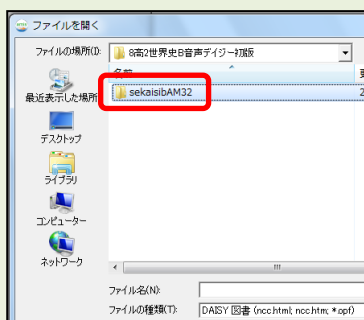 ファイルを開く
ファイルの場所(I):
8高2世界史B音声デイジー初版
名前
最近表示した場所
sekaisibAM32
2
デスクトップ
ライブラリ
コンピューター
ネットワーク
ファイル名(N):
ファイルの種類(T):
DAISY 図書 (ncc.html; ncc.htm; *.opf)